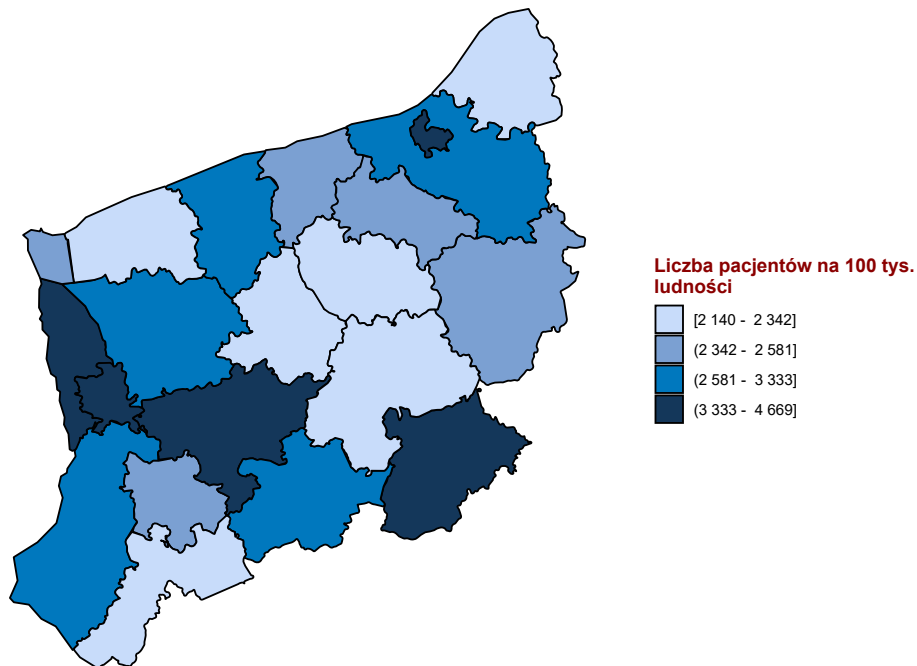 Liczba pacjentów na 100 tys.
ludności
[2 140 - 2 342]
(2 342 - 2 581]
(2 581 - 3 333]
(3 333 - 4 669]